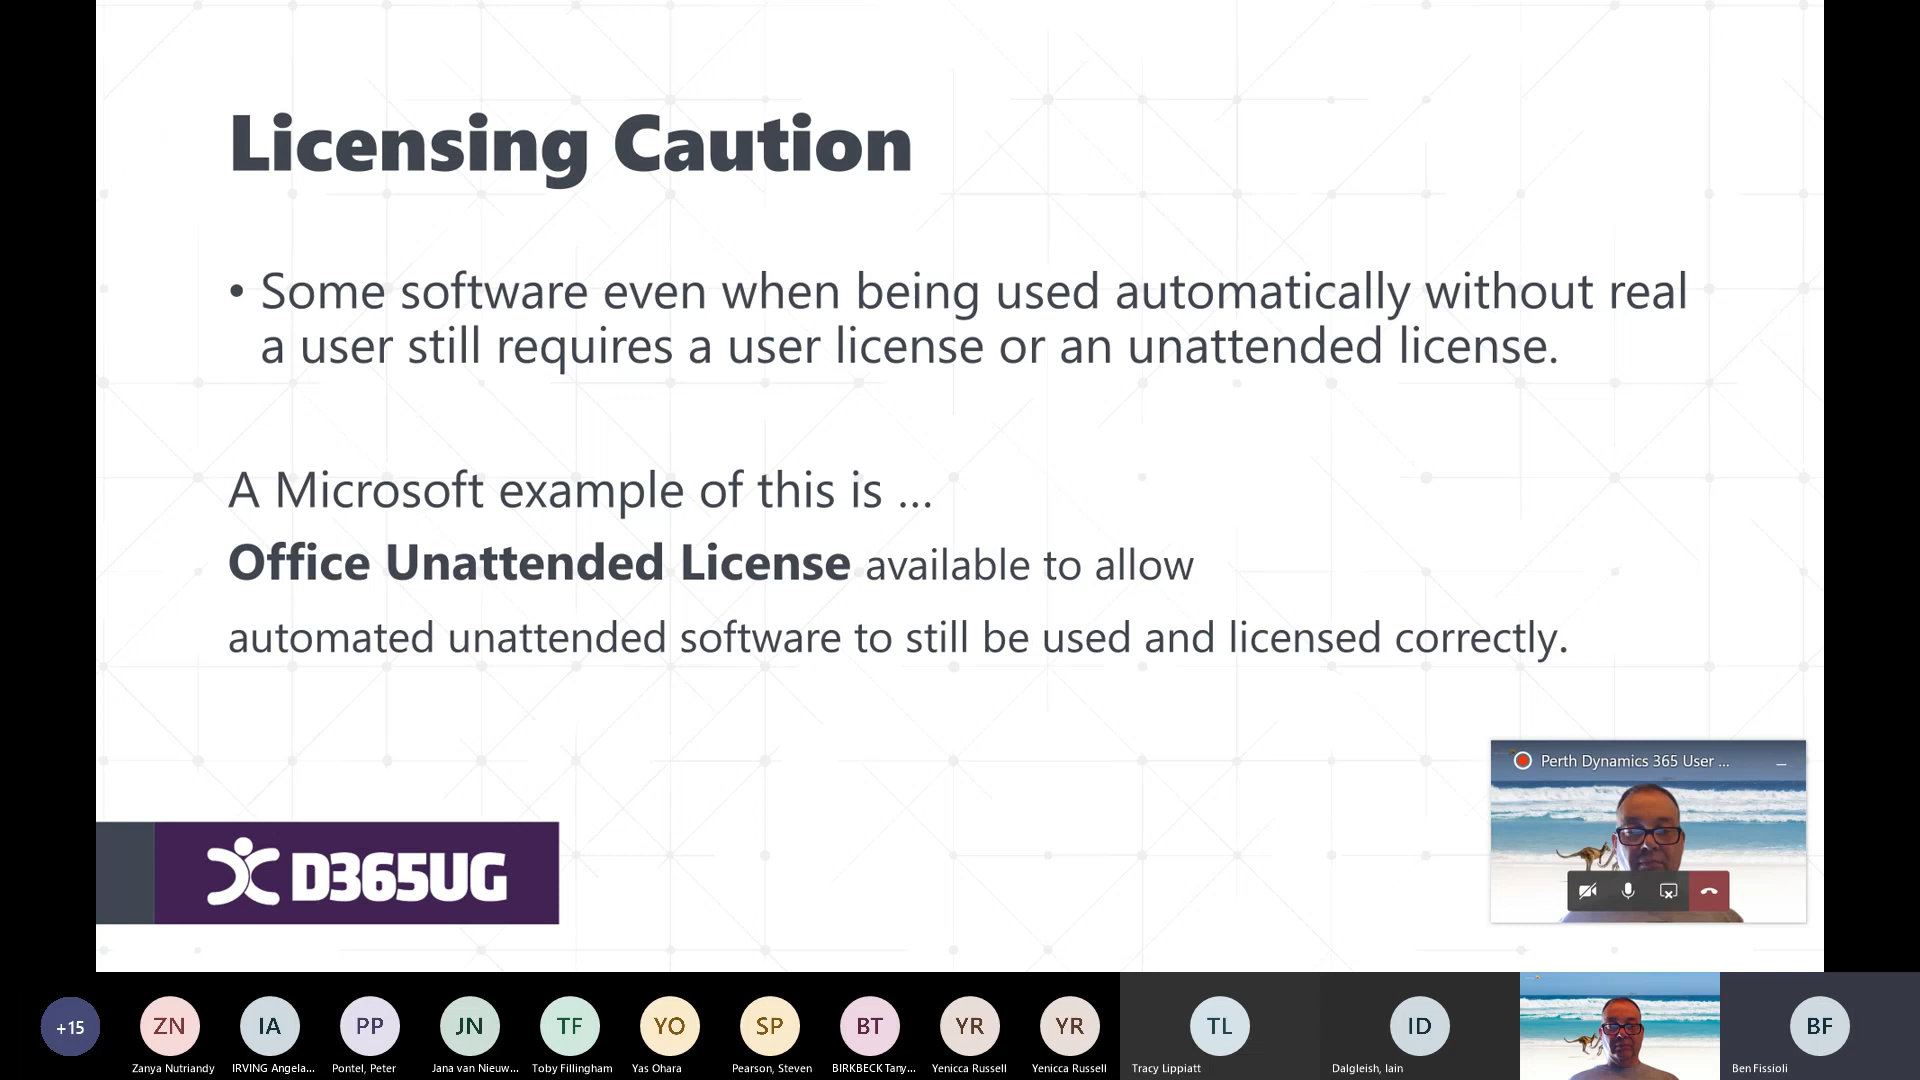 Licensing Caution
• Some software even when being used automatically without real
a user still requires a user license or an unattended license.
A Microsoft example of this is ...
Office Unattended License available to allow
automated unattended software to still be used and licensed correctly.
Perth Dynamics 365 User ...
D365UG
+15
ZN
IA
PP
JN
TF
YO
SP
BT
YR
YR
TL
ID
BF
Zanya Nutriandy
IRVING Angela...
Pontel, Peter
Jana van Nieuw...
Toby Fillingham
Yas Ohara
Pearson, Steven
BIRKBECK Tany...
Yenicca Russell
Yenicca Russell
Tracy Lippiatt
Dalgleish, Iain
Ben Fissioli